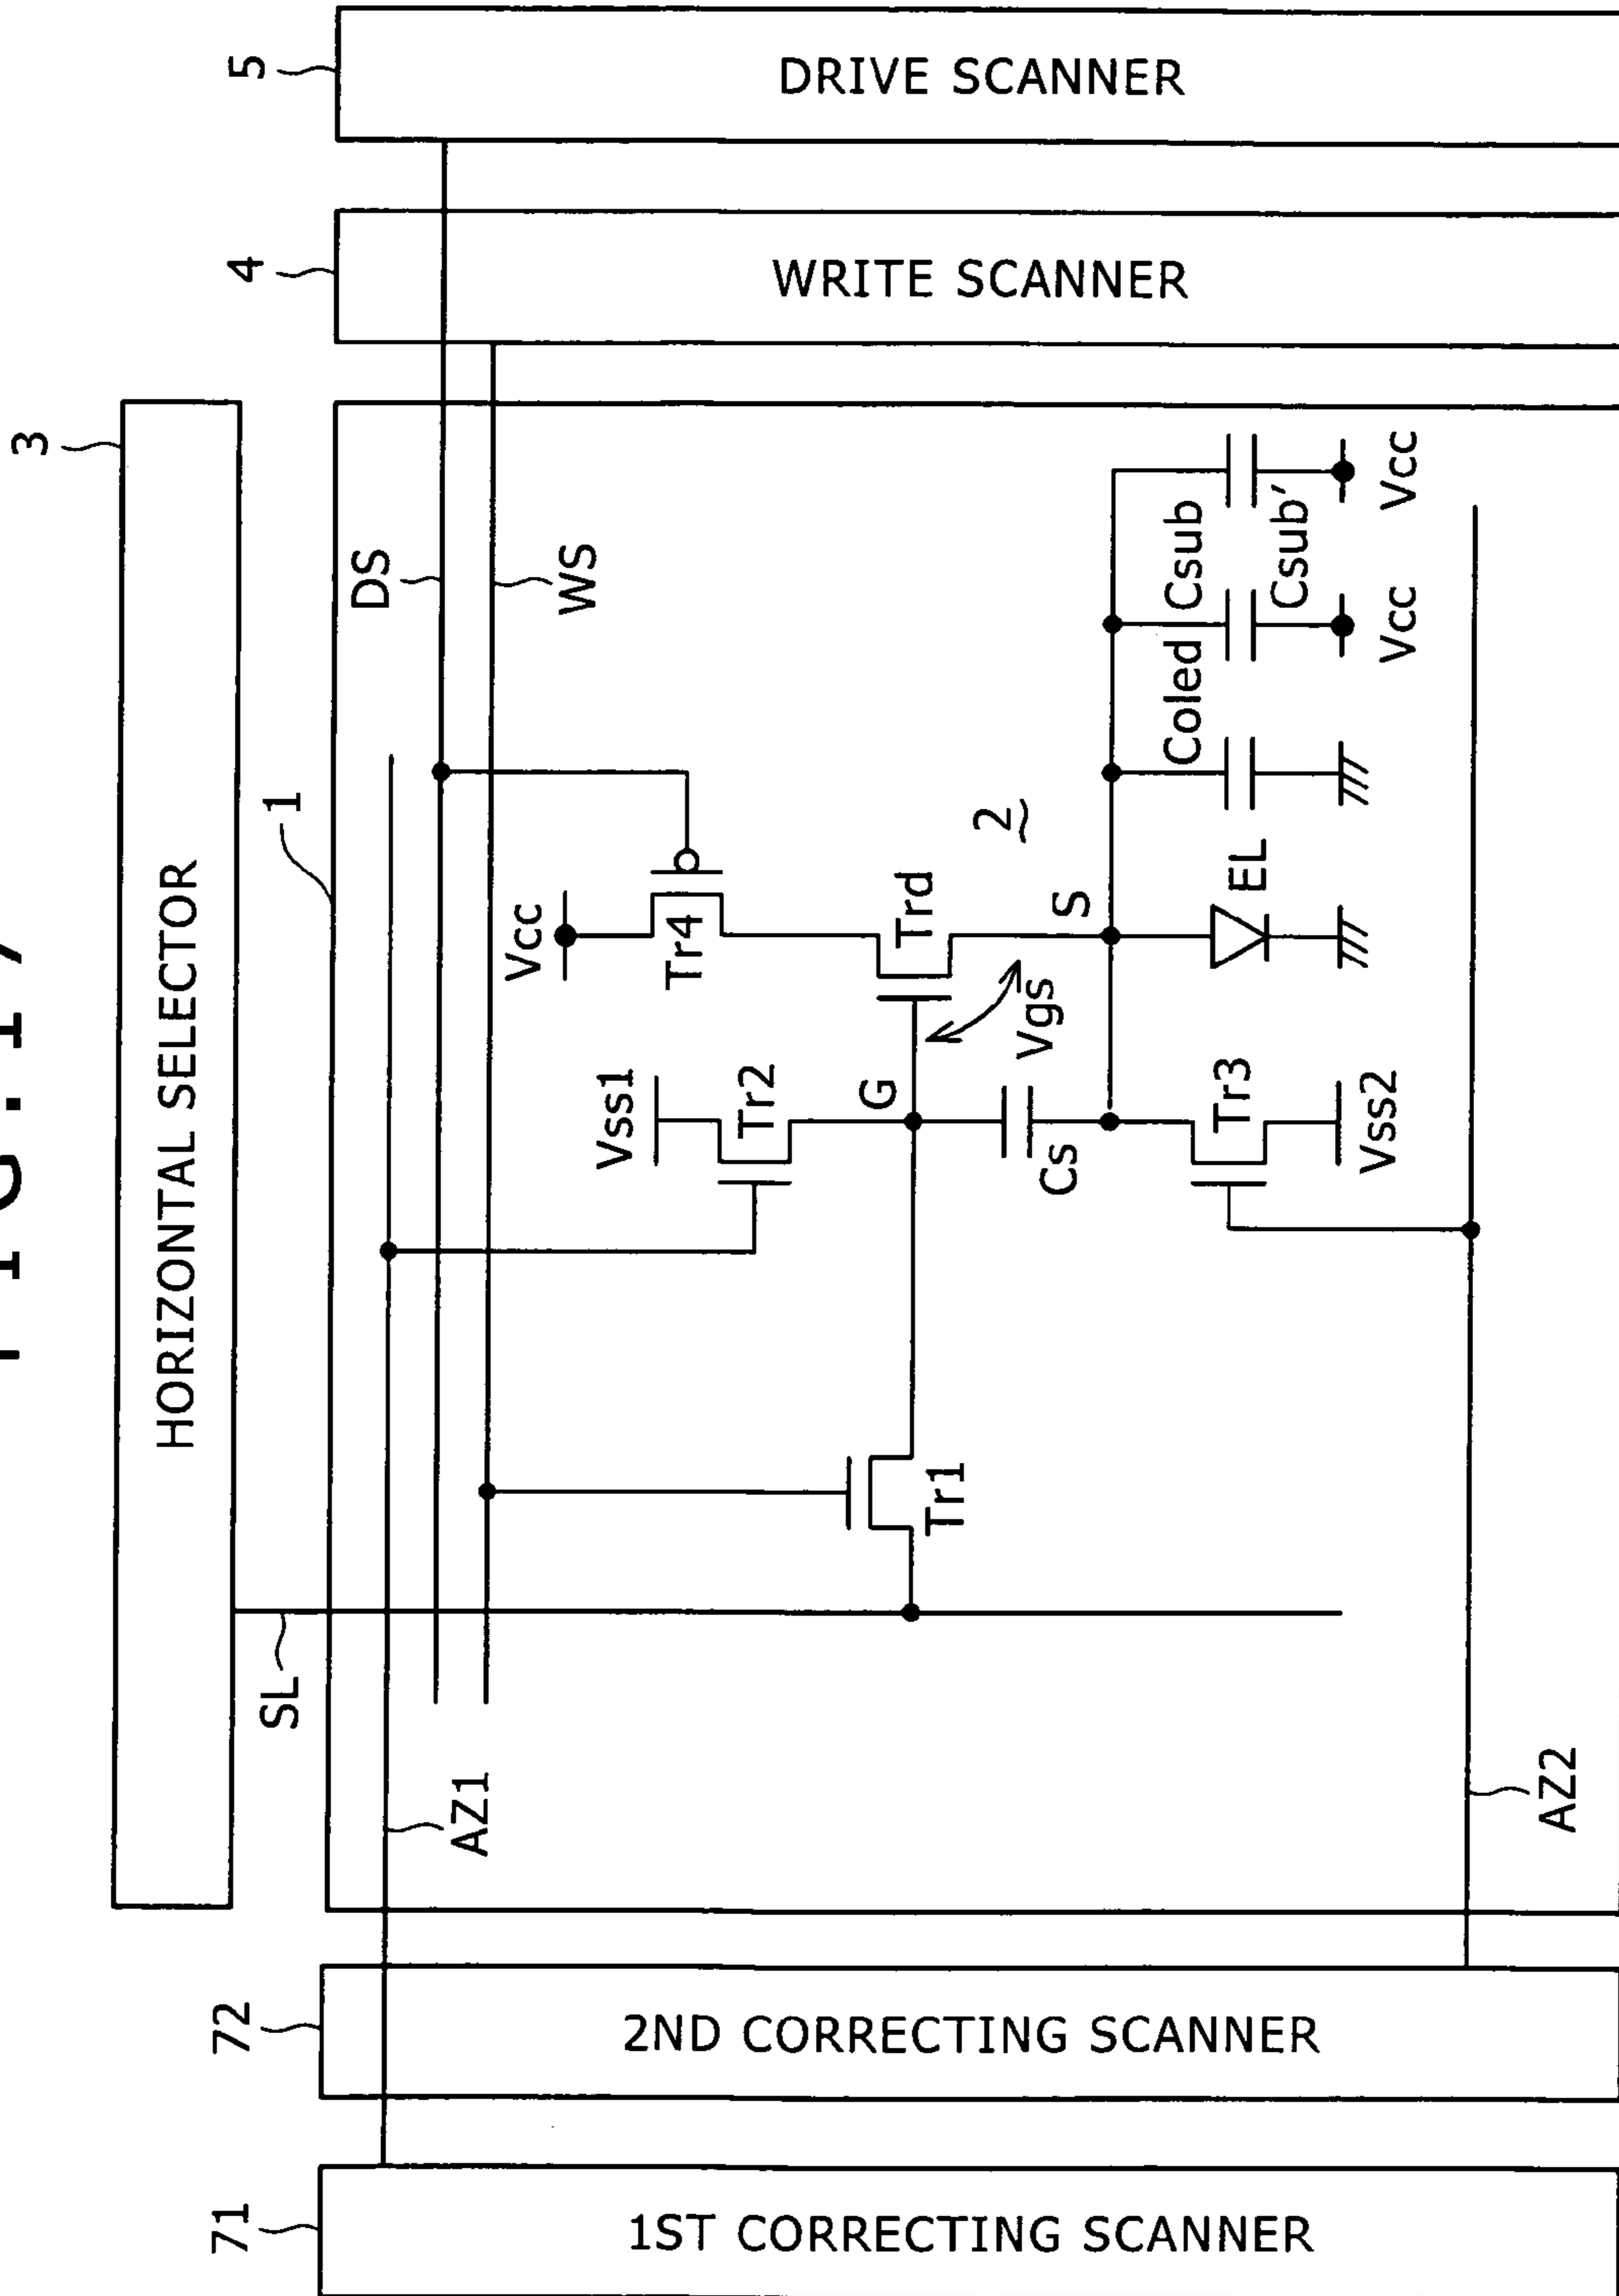 3
HORIZONTAL SELECTOR
71
72
SL
1
4
5
DS
AZ1
WS
Vcc
Vss1
Tr4
Tr2
Trd
G
Tr1
2
Vgs
S
Cs
Coled
Csub
Tr3
EL
Csub′
Vss2
Vcc
Vcc
AZ2
1ST CORRECTING SCANNER
2ND CORRECTING SCANNER
WRITE SCANNER
DRIVE SCANNER